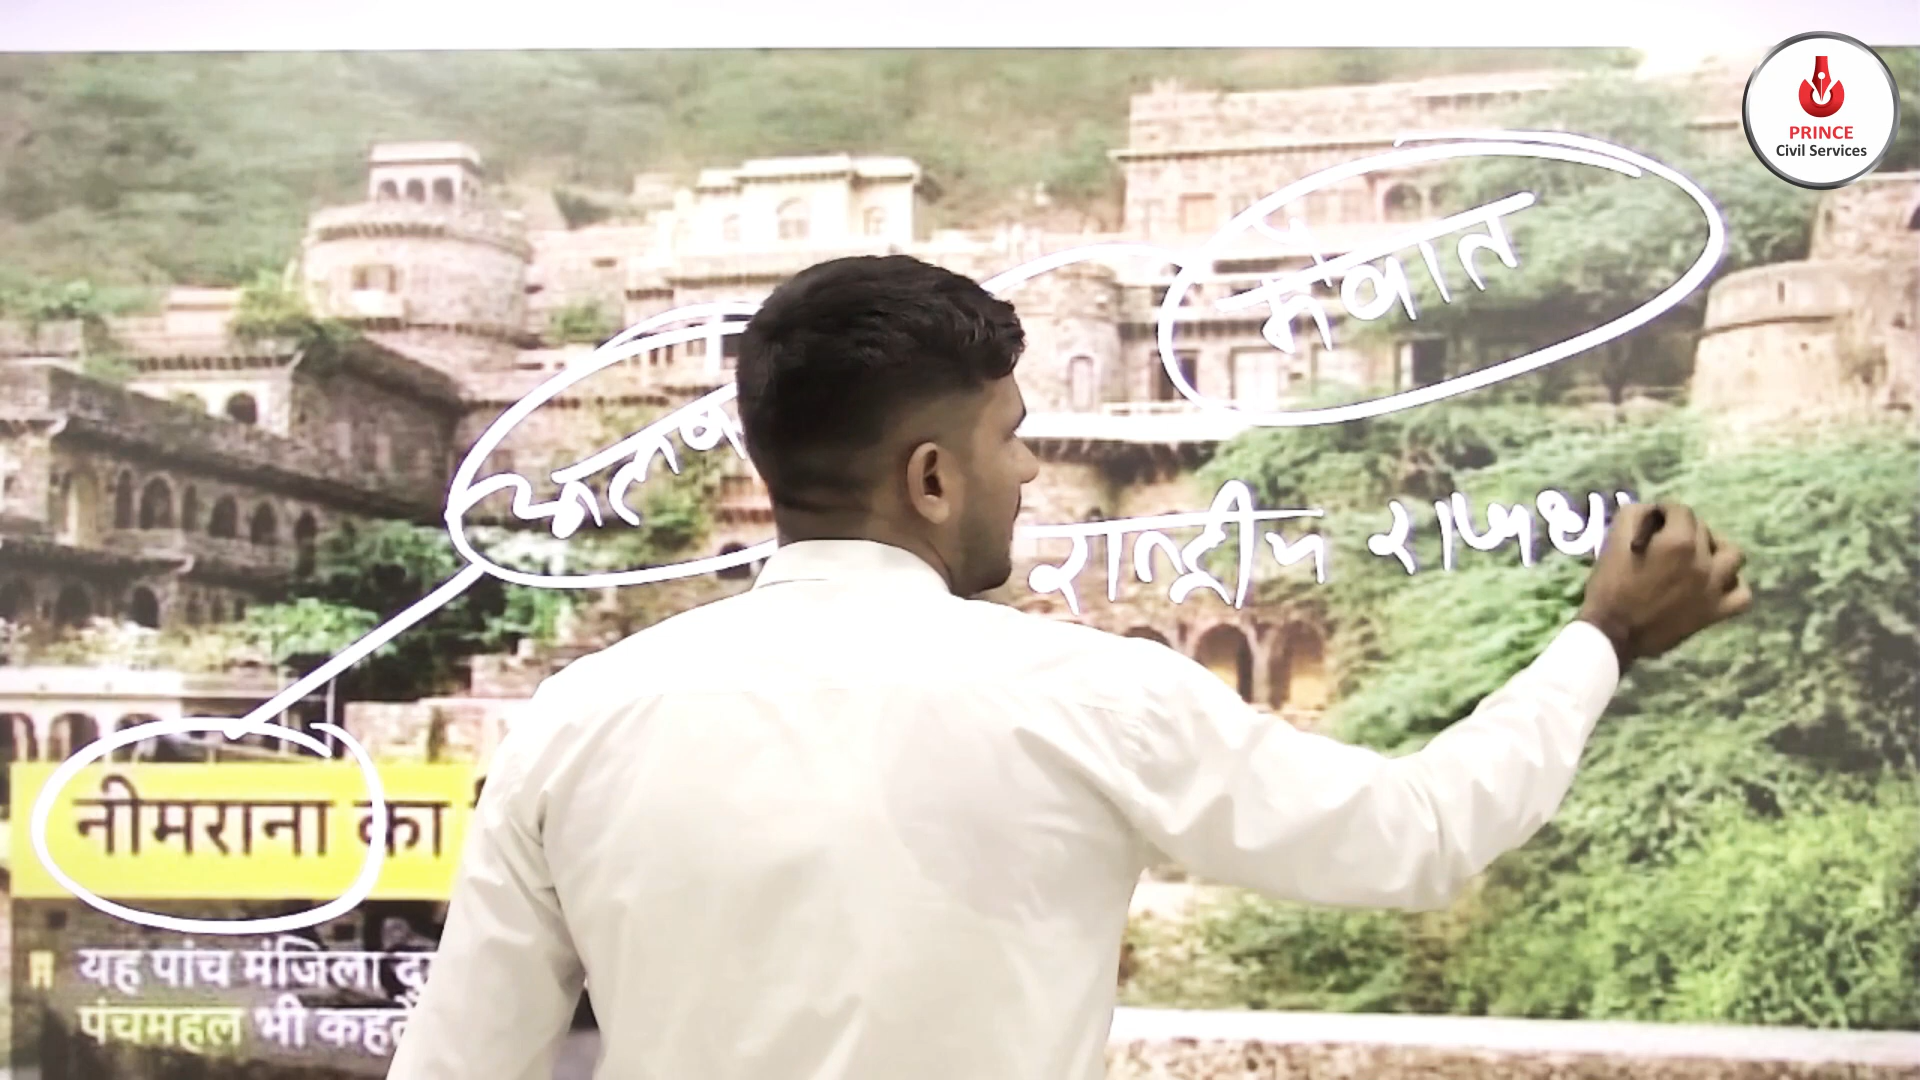 PRINCE
Civil Services
मेवात
राष्ट्रीय राजधा
नीमराना का
यह पांच मंजिला
पंचमहल भी कहते